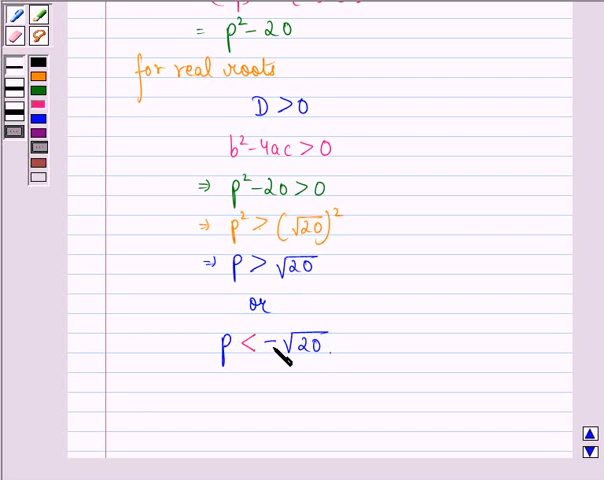 = p² - 20
for real roots
D > 0
b² - 4ac > 0
⇒ p² - 20 > 0
⇒ p² > (√20)²
⇒ p > √20
or
p < -√20.